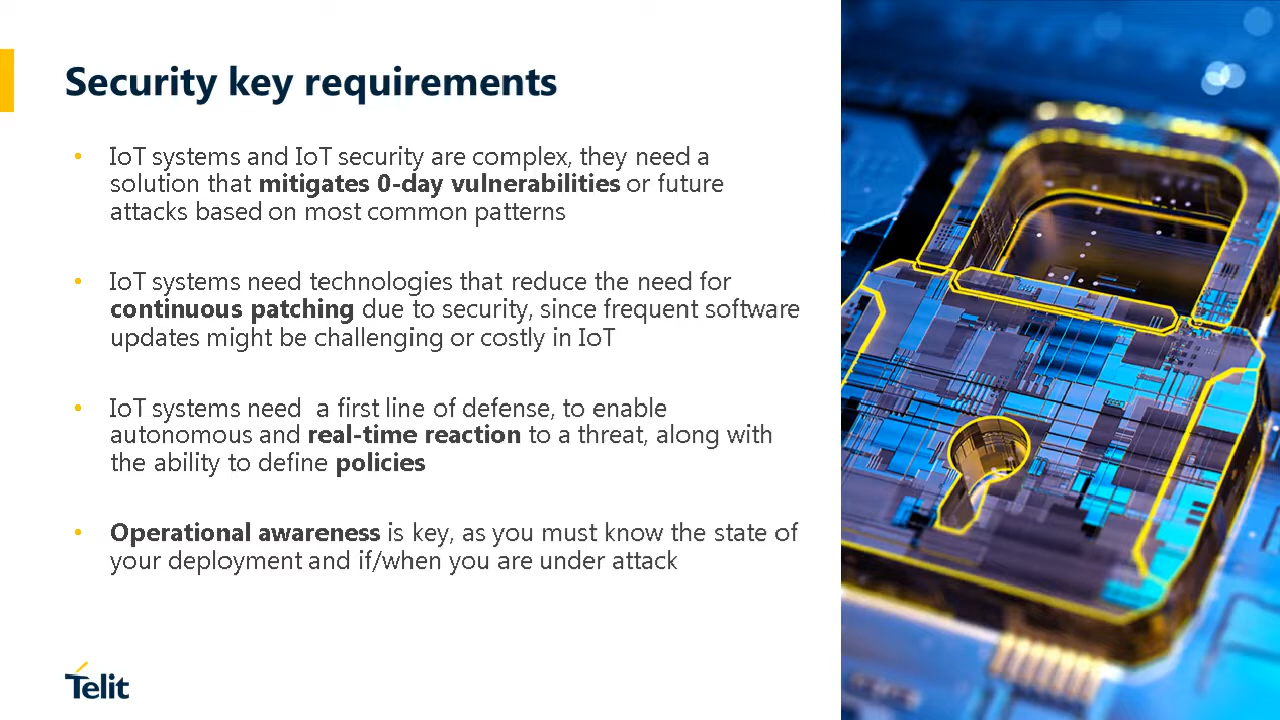 Security key requirements
• IoT systems and IoT security are complex, they need a
solution that mitigates 0-day vulnerabilities or future
attacks based on most common patterns
• IoT systems need technologies that reduce the need for
continuous patching due to security, since frequent software
updates might be challenging or costly in IoT
• IoT systems need  a first line of defense, to enable
autonomous and real-time reaction to a threat, along with
the ability to define policies
• Operational awareness is key, as you must know the state of
your deployment and if/when you are under attack
Telit